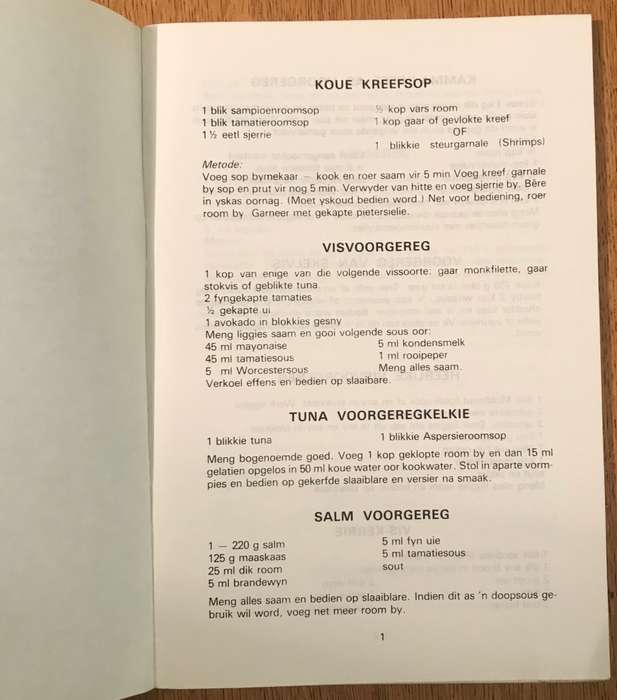 KOUE KREEFSOP
1 blik sampioenroomsop
1 blik tamatieroomsop
1 ½ eetl sjerrie
½ kop vars room
1 kop gaar of gevlokte kreef
OF
1 blikkie steurgarnale (Shrimps)
Metode:
Voeg sop bymekaar — kook en roer saam vir 5 min Voeg kreef, garnale
by sop en prut vir nog 5 min. Verwyder van hitte en voeg sjerrie by. Bêre
in yskas oornag. (Moet yskoud bedien word.) Net voor bediening, roer
room by. Garneer met gekapte pietersielie.
VISVOORGEREG
1 kop van enige van die volgende vissoorte: gaar monkfilette, gaar
stokvis of geblikte tuna.
2 fyngekapte tamaties
½ gekapte ui
1 avokado in blokkies gesny
Meng liggies saam en gooi volgende sous oor:
45 ml mayonaise
45 ml tamatiesous
5 ml Worcestersous
5 ml kondensmelk
1 ml rooipeper
Meng alles saam.
Verkoel effens en bedien op slaaiblare.
TUNA VOORGEREGKELKIE
1 blikkie tuna
1 blikkie Aspersieroomsop
Meng bogenoemde goed. Voeg 1 kop geklopte room by en dan 15 ml
gelatien opgelos in 50 ml koue water oor kookwater. Stol in aparte vorm-
pies en bedien op gekerfde slaaiblare en versier na smaak.
SALM VOORGEREG
1 — 220 g salm
125 g maaskaas
25 ml dik room
5 ml brandewyn
5 ml fyn uie
5 ml tamatiesous
sout
Meng alles saam en bedien op slaaiblare. Indien dit as 'n doopsous ge-
bruik wil word, voeg net meer room by.
1